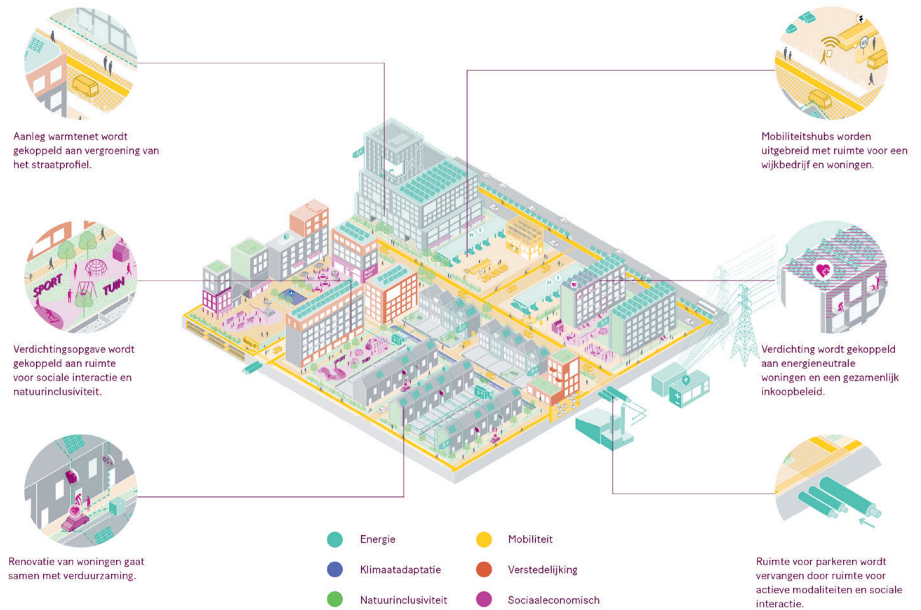 Aanleg warmtenet wordt
gekoppeld aan vergroening van
het straatprofiel.
Mobiliteitshubs worden
uitgebreid met ruimte voor een
wijkbedrijf en woningen.
SPORT
TUIN
Verdichtingsopgave wordt
gekoppeld aan ruimte
voor sociale interactie en
natuurinclusiviteit.
Verdichting wordt gekoppeld
aan energieneutrale
woningen en een gezamenlijk
inkoopbeleid.
Renovatie van woningen gaat
samen met verduurzaming.
Ruimte voor parkeren wordt
vervangen door ruimte voor
actieve modaliteiten en sociale
interactie.
Energie
Klimaatadaptatie
Natuurinclusiviteit
Mobiliteit
Verstedelijking
Sociaaleconomisch